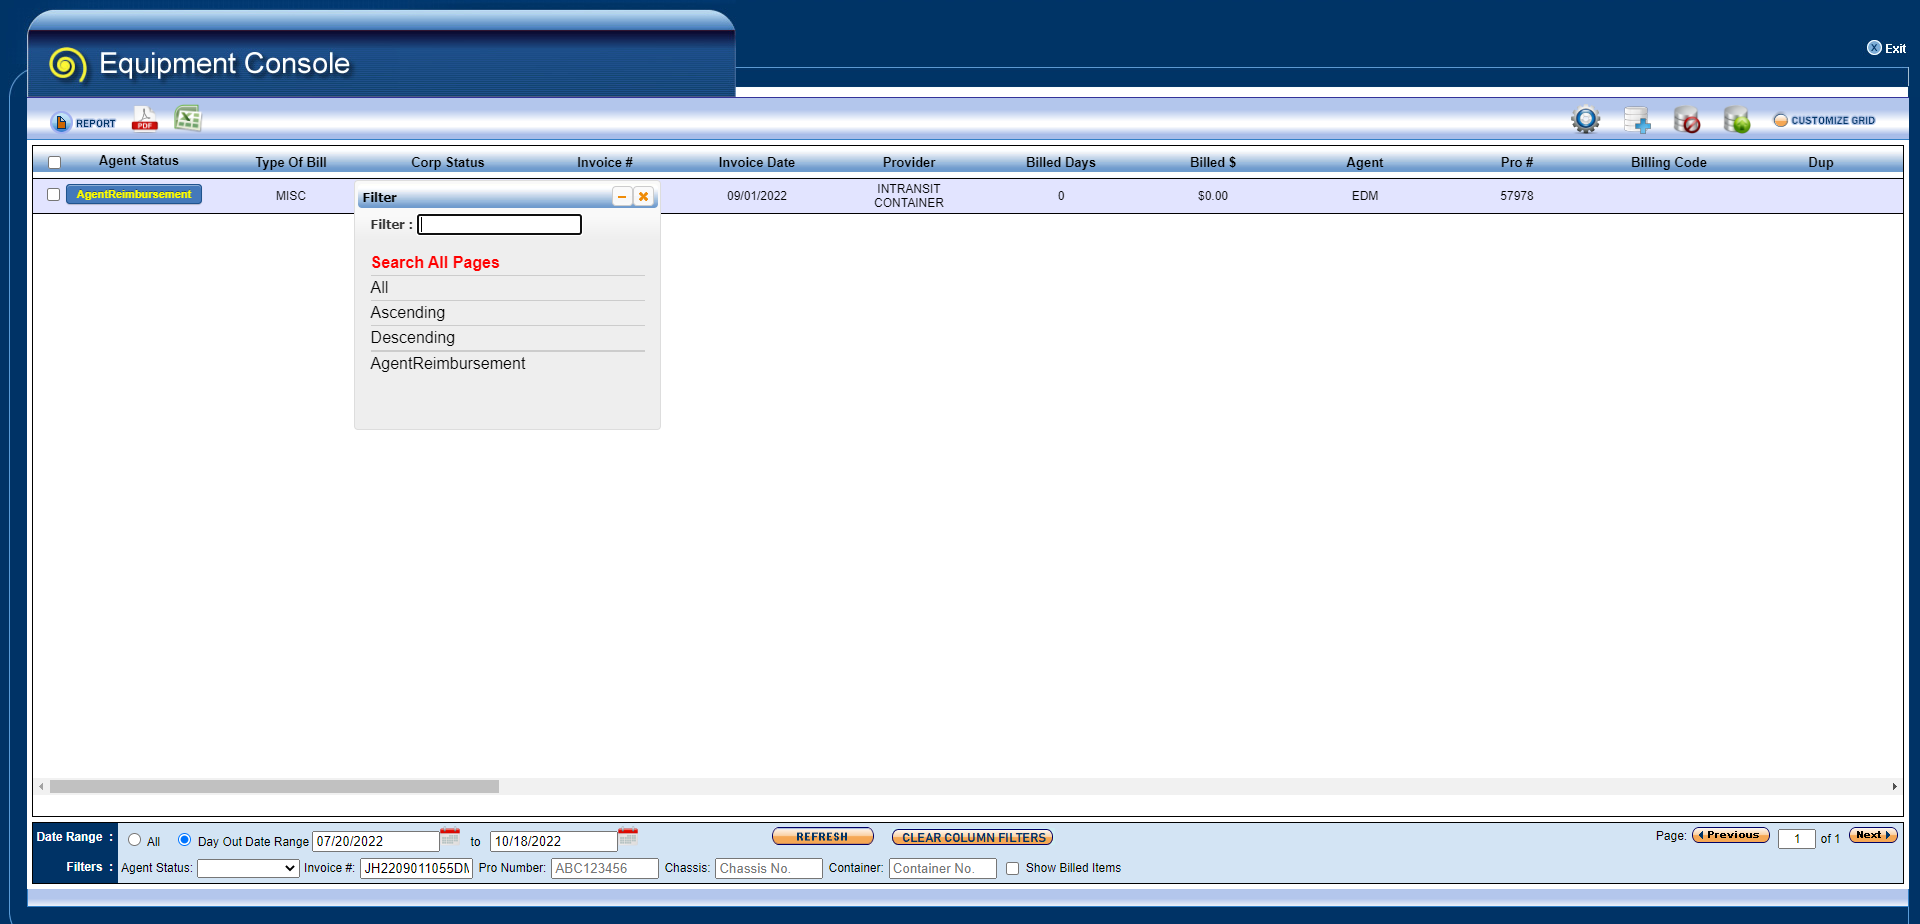 Equipment Console
Exit
REPORT
PDF
CUSTOMIZE GRID
Agent Status Type Of Bill Corp Status Invoice # Invoice Date Provider Billed Days Billed $ Agent Pro # Billing Code Dup
AgentReimbursement MISC 09/01/2022 INTRANSIT CONTAINER 0 $0.00 EDM 57978
Filter
Filter :
Search All Pages
All
Ascending
Descending
AgentReimbursement
Date Range : All Day Out Date Range 07/20/2022 to 10/18/2022 REFRESH CLEAR COLUMN FILTERS Page: Previous 1 of 1 Next
Filters : Agent Status: Invoice #: JH2209011055DM Pro Number: ABC123456 Chassis: Chassis No. Container: Container No. Show Billed Items